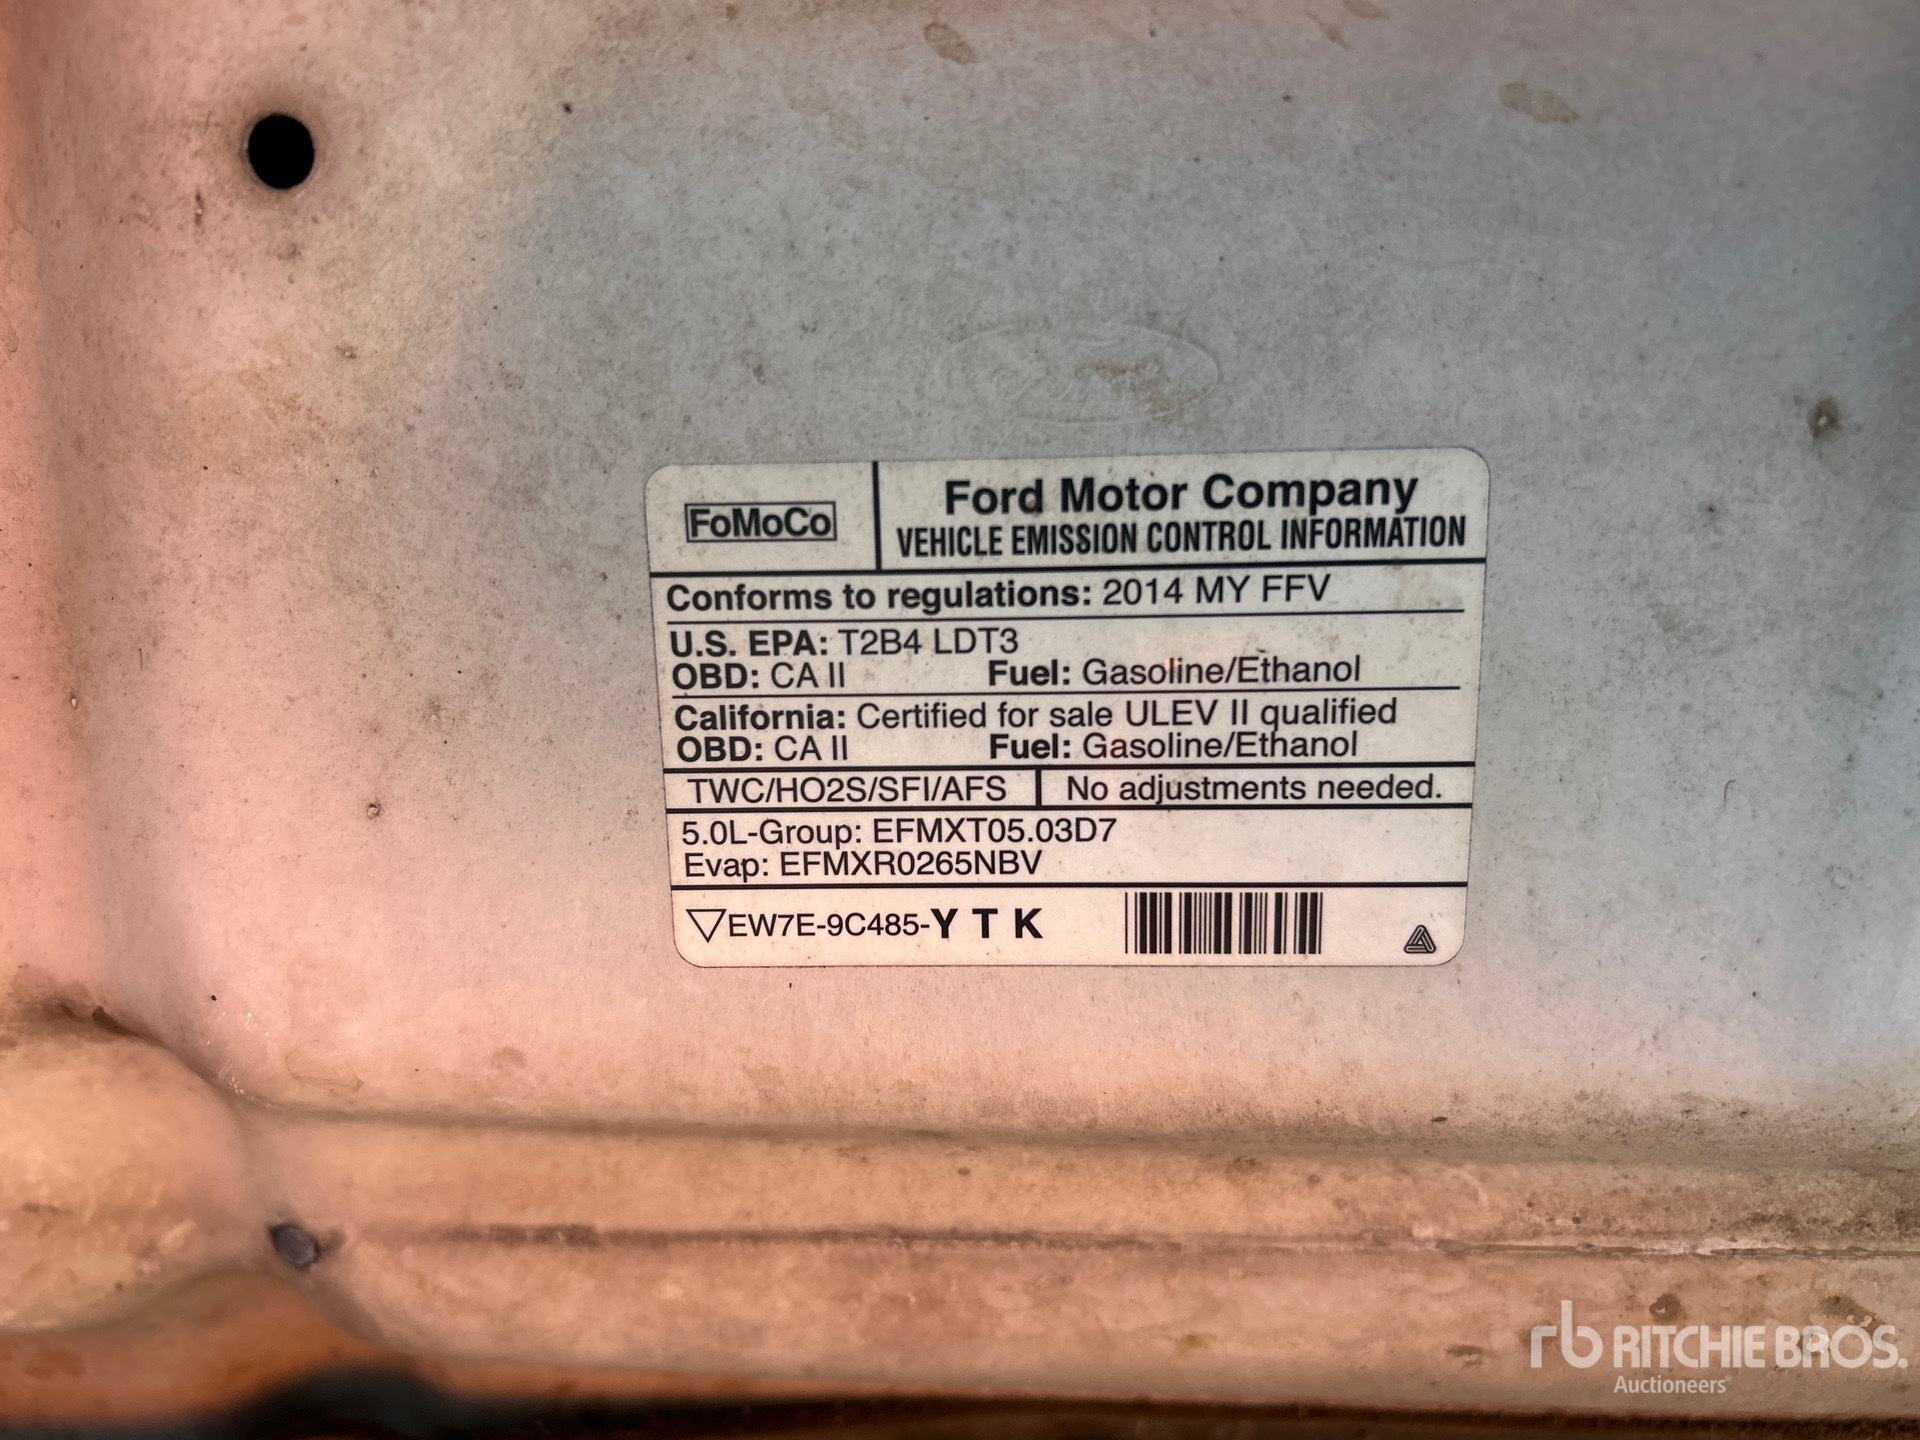 FoMoCo
Ford Motor Company
VEHICLE EMISSION CONTROL INFORMATION
Conforms to regulations: 2014 MY FFV
U.S. EPA: T2B4 LDT3
OBD: CA II Fuel: Gasoline/Ethanol
California: Certified for sale ULEV II qualified
OBD: CA II Fuel: Gasoline/Ethanol
TWC/HO2S/SFI/AFS No adjustments needed.
5.0L-Group: EFMXT05.03D7
Evap: EFMXR0265NBV
EW7E-9C485-Y T K
rb RITCHIE BROS.
Auctioneers